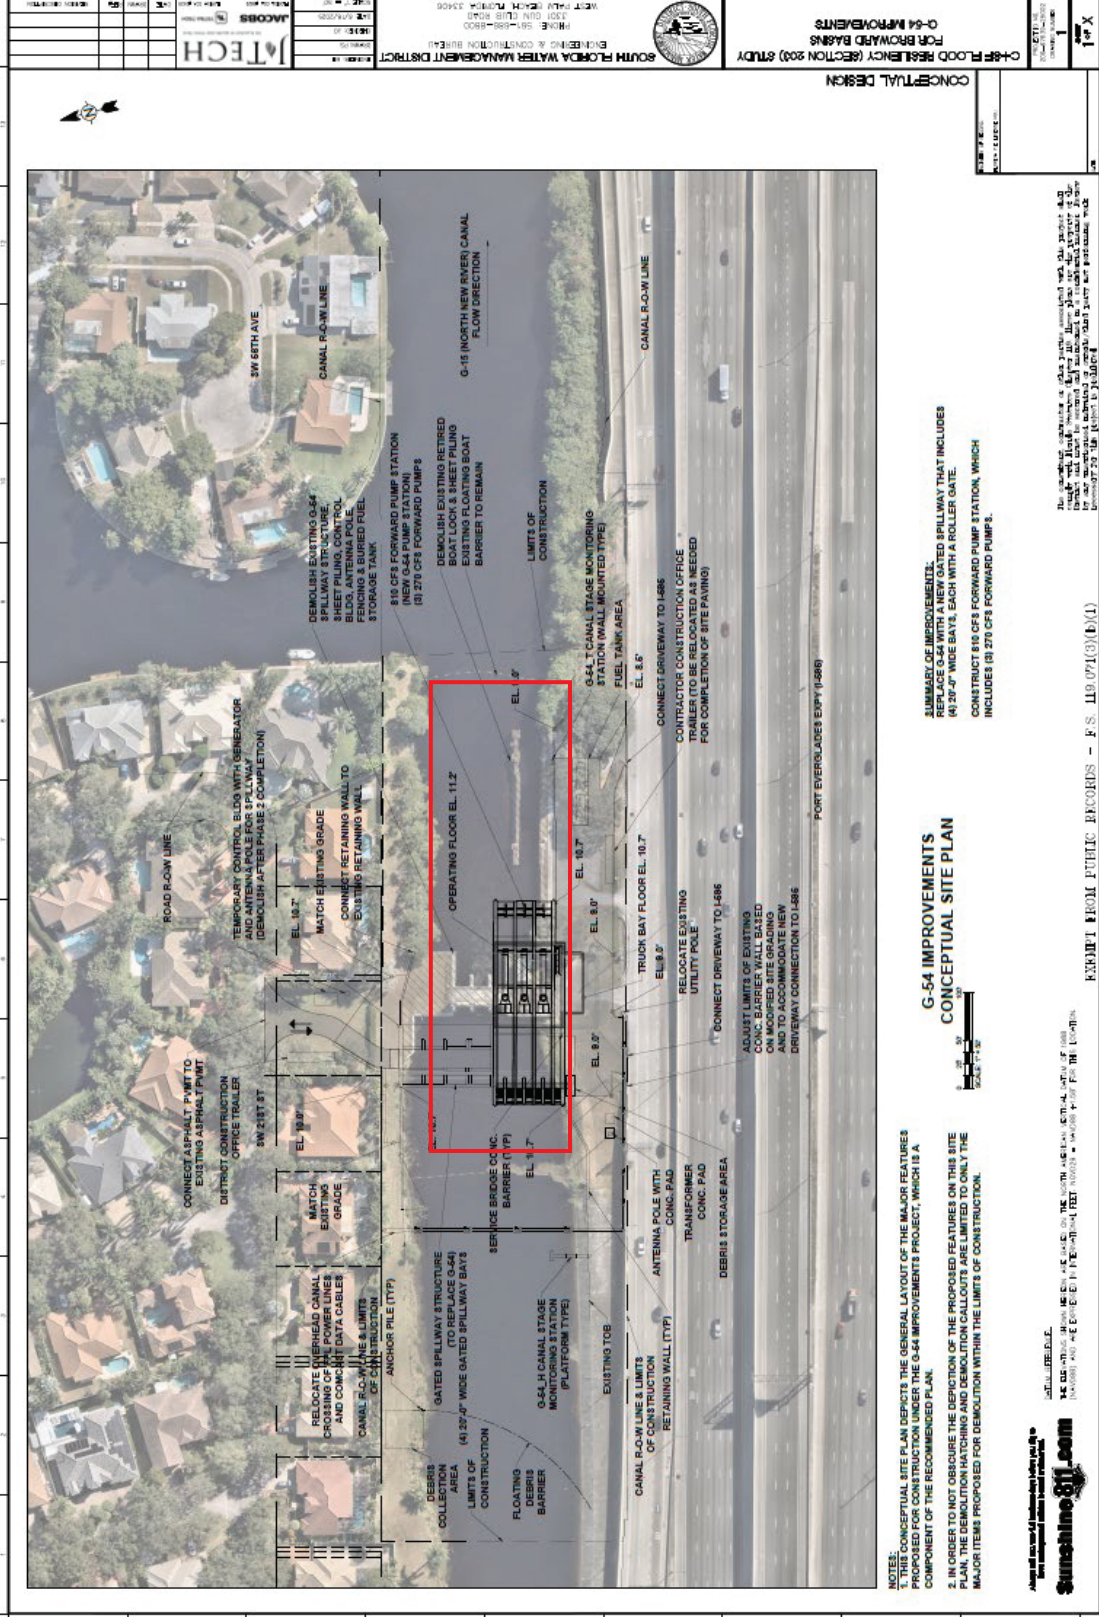 CONCEPTUAL DESIGN
C&SF FLOOD RESILIENCY (SECTION 203) STUDY
FOR BROWARD BASINS
G-54 IMPROVEMENTS
SOUTH FLORIDA WATER MANAGEMENT DISTRICT
ENGINEERING & CONSTRUCTION BUREAU
3301 GUN CLUB ROAD
WEST PALM BEACH, FLORIDA 33406
JTECH
JACOBS
SW 56TH AVE
CANAL R-O-W LINE
G-15 (NORTH NEW RIVER) CANAL
FLOW DIRECTION
CANAL R-O-W LINE
DEMOLISH EXISTING G-54
SPILLWAY STRUCTURE,
SHEET PILING, CONTROL
BLDG, ANTENNA POLE,
FENCING & BURIED FUEL
STORAGE TANK
810 CFS FORWARD PUMP STATION
(NEW G-54 PUMP STATION)
(3) 270 CFS FORWARD PUMPS
DEMOLISH EXISTING RETIRED
BOAT LOCK & SHEET PILING
EXISTING FLOATING BOAT
BARRIER TO REMAIN
LIMITS OF
CONSTRUCTION
G-54_T CANAL STAGE MONITORING
STATION (WALL MOUNTED TYPE)
FUEL TANK AREA
EL. 8.6'
CONNECT DRIVEWAY TO I-595
CONTRACTOR CONSTRUCTION OFFICE
TRAILER (TO BE RELOCATED AS NEEDED
FOR COMPLETION OF SITE PAVING)
ROAD R-O-W LINE
TEMPORARY CONTROL BLDG WITH GENERATOR
AND ANTENNA POLE FOR SPILLWAY
(DEMOLISH AFTER PHASE 2 COMPLETION)
EL. 10.7'
MATCH EXISTING GRADE
CONNECT RETAINING WALL TO
EXISTING RETAINING WALL
OPERATING FLOOR EL. 11.2'
EL. 10.7'
EL. 9.0'
TRUCK BAY FLOOR EL. 10.7'
EL. 9.0'
RELOCATE EXISTING
UTILITY POLE
CONNECT DRIVEWAY TO I-595
ADJUST LIMITS OF EXISTING
CONC. BARRIER WALL BASED
ON MODIFIED SITE GRADING
AND TO ACCOMMODATE NEW
DRIVEWAY CONNECTION TO I-595
PORT EVERGLADES EXPY (I-595)
CONNECT ASPHALT PVMT TO
EXISTING ASPHALT PVMT
DISTRICT CONSTRUCTION
OFFICE TRAILER
SW 21ST ST
EL. 10.0'
MATCH
EXISTING
GRADE
EL. 9.0'
SERVICE BRIDGE CONC.
BARRIER (TYP)
ANTENNA POLE WITH
CONC. PAD
TRANSFORMER
CONC. PAD
DEBRIS STORAGE AREA
RELOCATE OVERHEAD CANAL
CROSSING OF FPL POWER LINES
AND COMCAST DATA CABLES
CANAL R-O-W LINE & LIMITS
OF CONSTRUCTION
ANCHOR PILE (TYP)
GATED SPILLWAY STRUCTURE
(TO REPLACE G-54)
(4) 20'-0" WIDE GATED SPILLWAY BAYS
G-54_H CANAL STAGE
MONITORING STATION
(PLATFORM TYPE)
EXISTING TOB
CANAL R-O-W LINE & LIMITS
OF CONSTRUCTION
RETAINING WALL (TYP)
DEBRIS
COLLECTION
AREA
LIMITS OF
CONSTRUCTION
FLOATING
DEBRIS
BARRIER
SUMMARY OF IMPROVEMENTS:
REPLACE G-54 WITH A NEW GATED SPILLWAY THAT INCLUDES
(4) 20'-0" WIDE BAYS, EACH WITH A ROLLER GATE.
CONSTRUCT 810 CFS FORWARD PUMP STATION, WHICH
INCLUDES (3) 270 CFS FORWARD PUMPS.
G-54 IMPROVEMENTS
CONCEPTUAL SITE PLAN
SCALE: 1" = 50'
NOTES:
1. THIS CONCEPTUAL SITE PLAN DEPICTS THE GENERAL LAYOUT OF THE MAJOR FEATURES
PROPOSED FOR CONSTRUCTION UNDER THE G-54 IMPROVEMENTS PROJECT, WHICH IS A
COMPONENT OF THE RECOMMENDED PLAN.
2. IN ORDER TO NOT OBSCURE THE DEPICTION OF THE PROPOSED FEATURES ON THIS SITE
PLAN, THE DEMOLITION HATCHING AND DEMOLITION CALLOUTS ARE LIMITED TO ONLY THE
MAJOR ITEMS PROPOSED FOR DEMOLITION WITHIN THE LIMITS OF CONSTRUCTION.
EXEMPT FROM PUBLIC RECORDS - F.S. 119.071(3)(b)(1)
Sunshine811.com